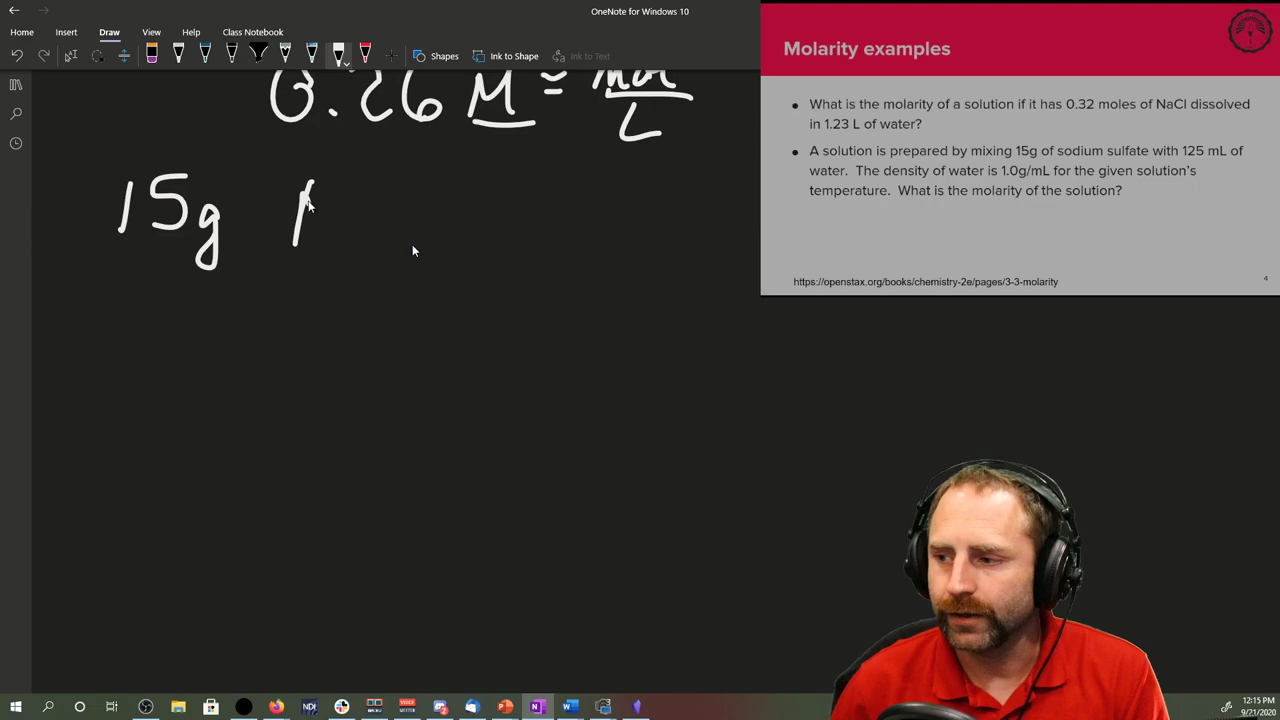 OneNote for Windows 10
Home Insert Draw View Help Class Notebook
Shapes Ink to Shape Ink to Text
0.26 M = mol
L
15g
Molarity examples
• What is the molarity of a solution if it has 0.32 moles of NaCl dissolved
in 1.23 L of water?
• A solution is prepared by mixing 15g of sodium sulfate with 125 mL of
water. The density of water is 1.0g/mL for the given solution's
temperature. What is the molarity of the solution?
https://openstax.org/books/chemistry-2e/pages/3-3-molarity
4
12:15 PM
9/21/2020